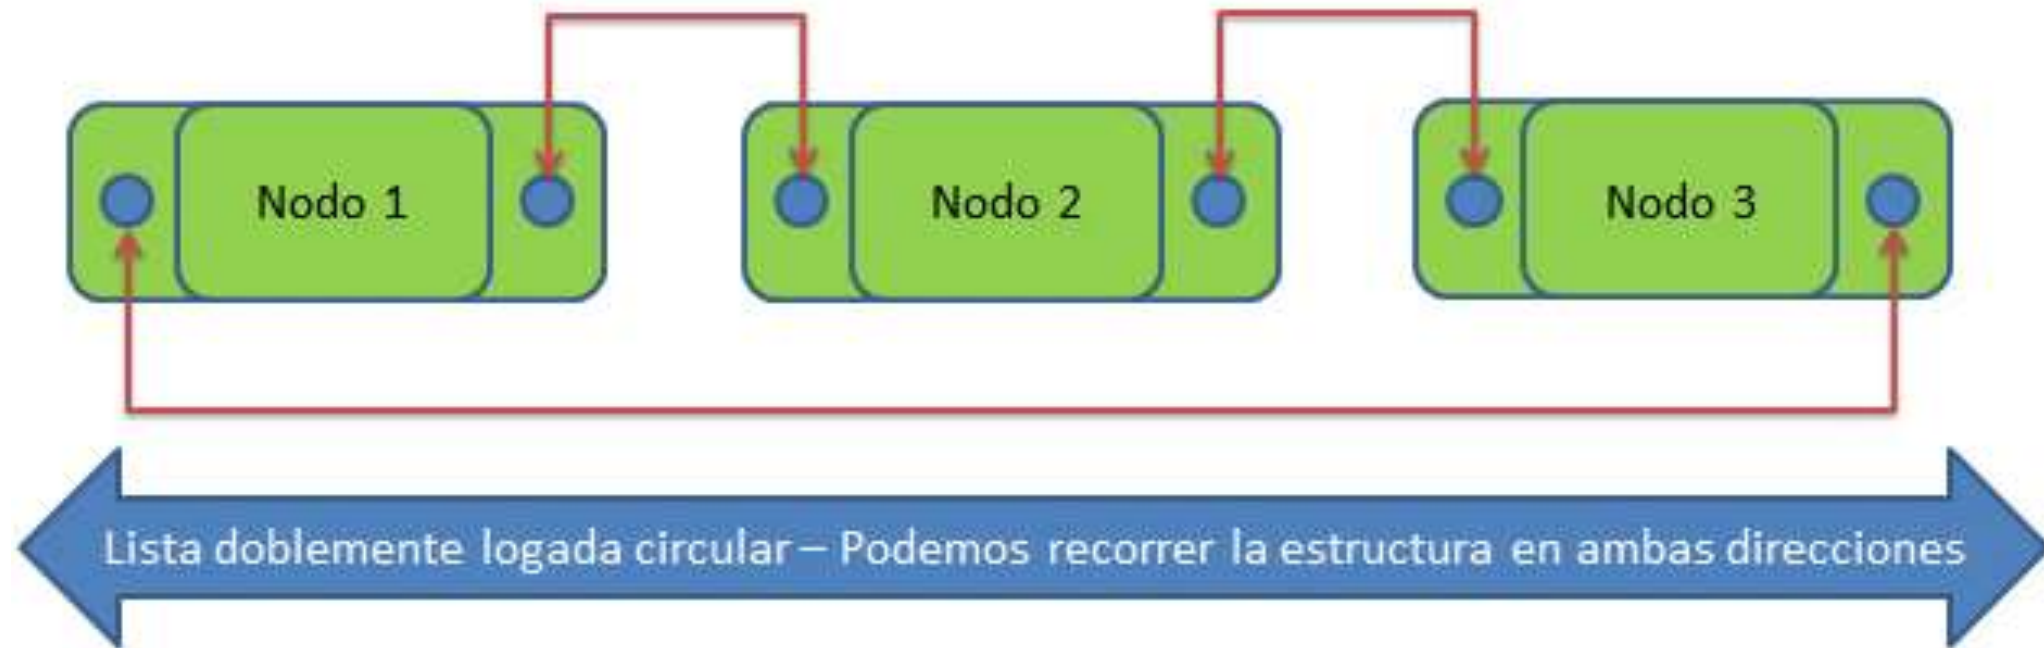 Nodo 1
Nodo 2
Nodo 3
Lista doblemente logada circular – Podemos recorrer la estructura en ambas direcciones